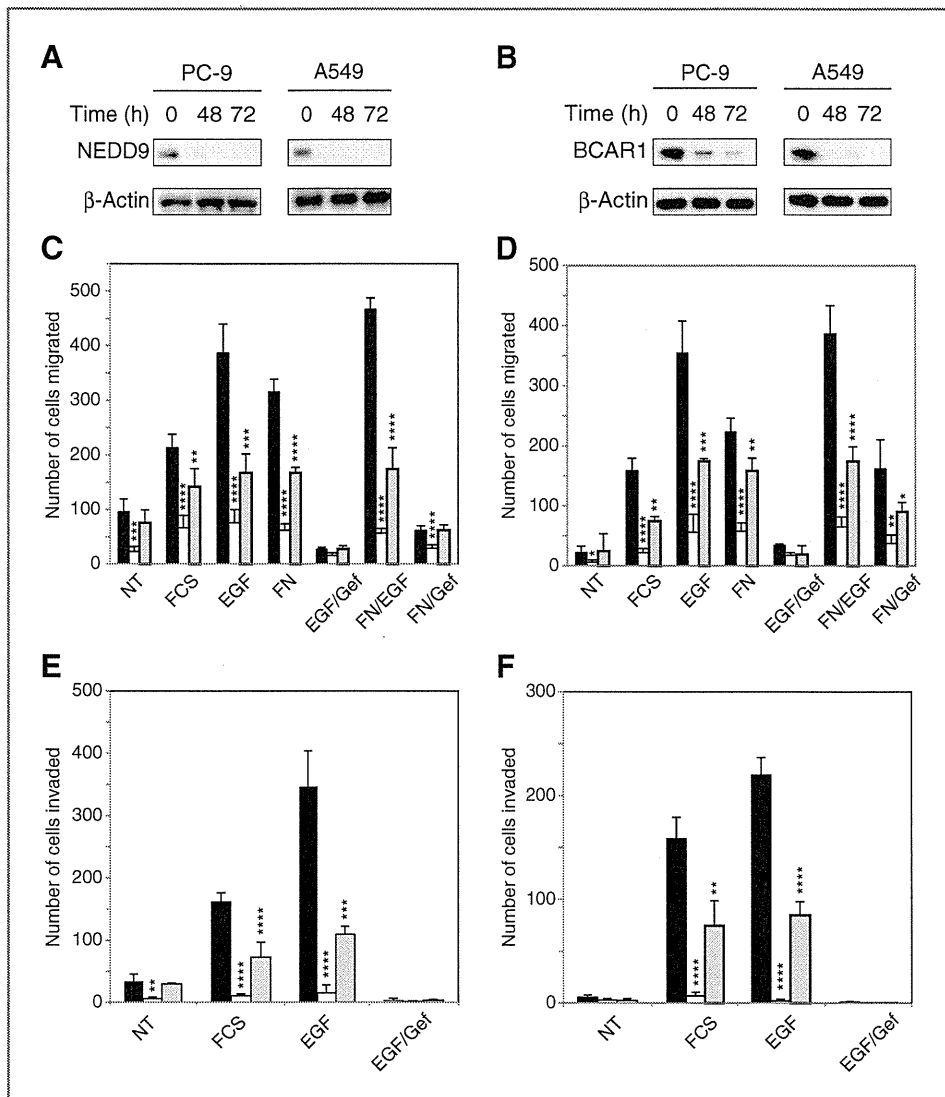 A
PC-9 A549
Time (h) 0 48 72 0 48 72
NEDD9
β-Actin
B
PC-9 A549
Time (h) 0 48 72 0 48 72
BCAR1
β-Actin
C
Number of cells migrated
500
400
300
200
100
0
*** **** ** **** *** **** **** **** **** ****
NT FCS EGF FN EGF/Gef FN/EGF FN/Gef
D
Number of cells migrated
500
400
300
200
100
0
* **** ** **** *** **** ** **** **** ** *
NT FCS EGF FN EGF/Gef FN/EGF FN/Gef
E
Number of cells invaded
500
400
300
200
100
0
** **** **** **** ***
NT FCS EGF EGF/Gef
F
Number of cells invaded
300
200
100
0
**** ** **** ****
NT FCS EGF EGF/Gef